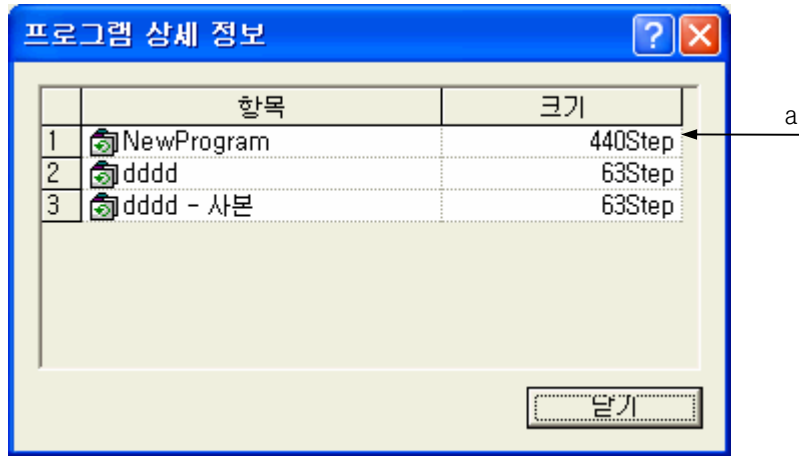 프로그램 상세 정보
항목 크기
a
1 NewProgram 440Step
2 dddd 63Step
3 dddd - 사본 63Step
닫기